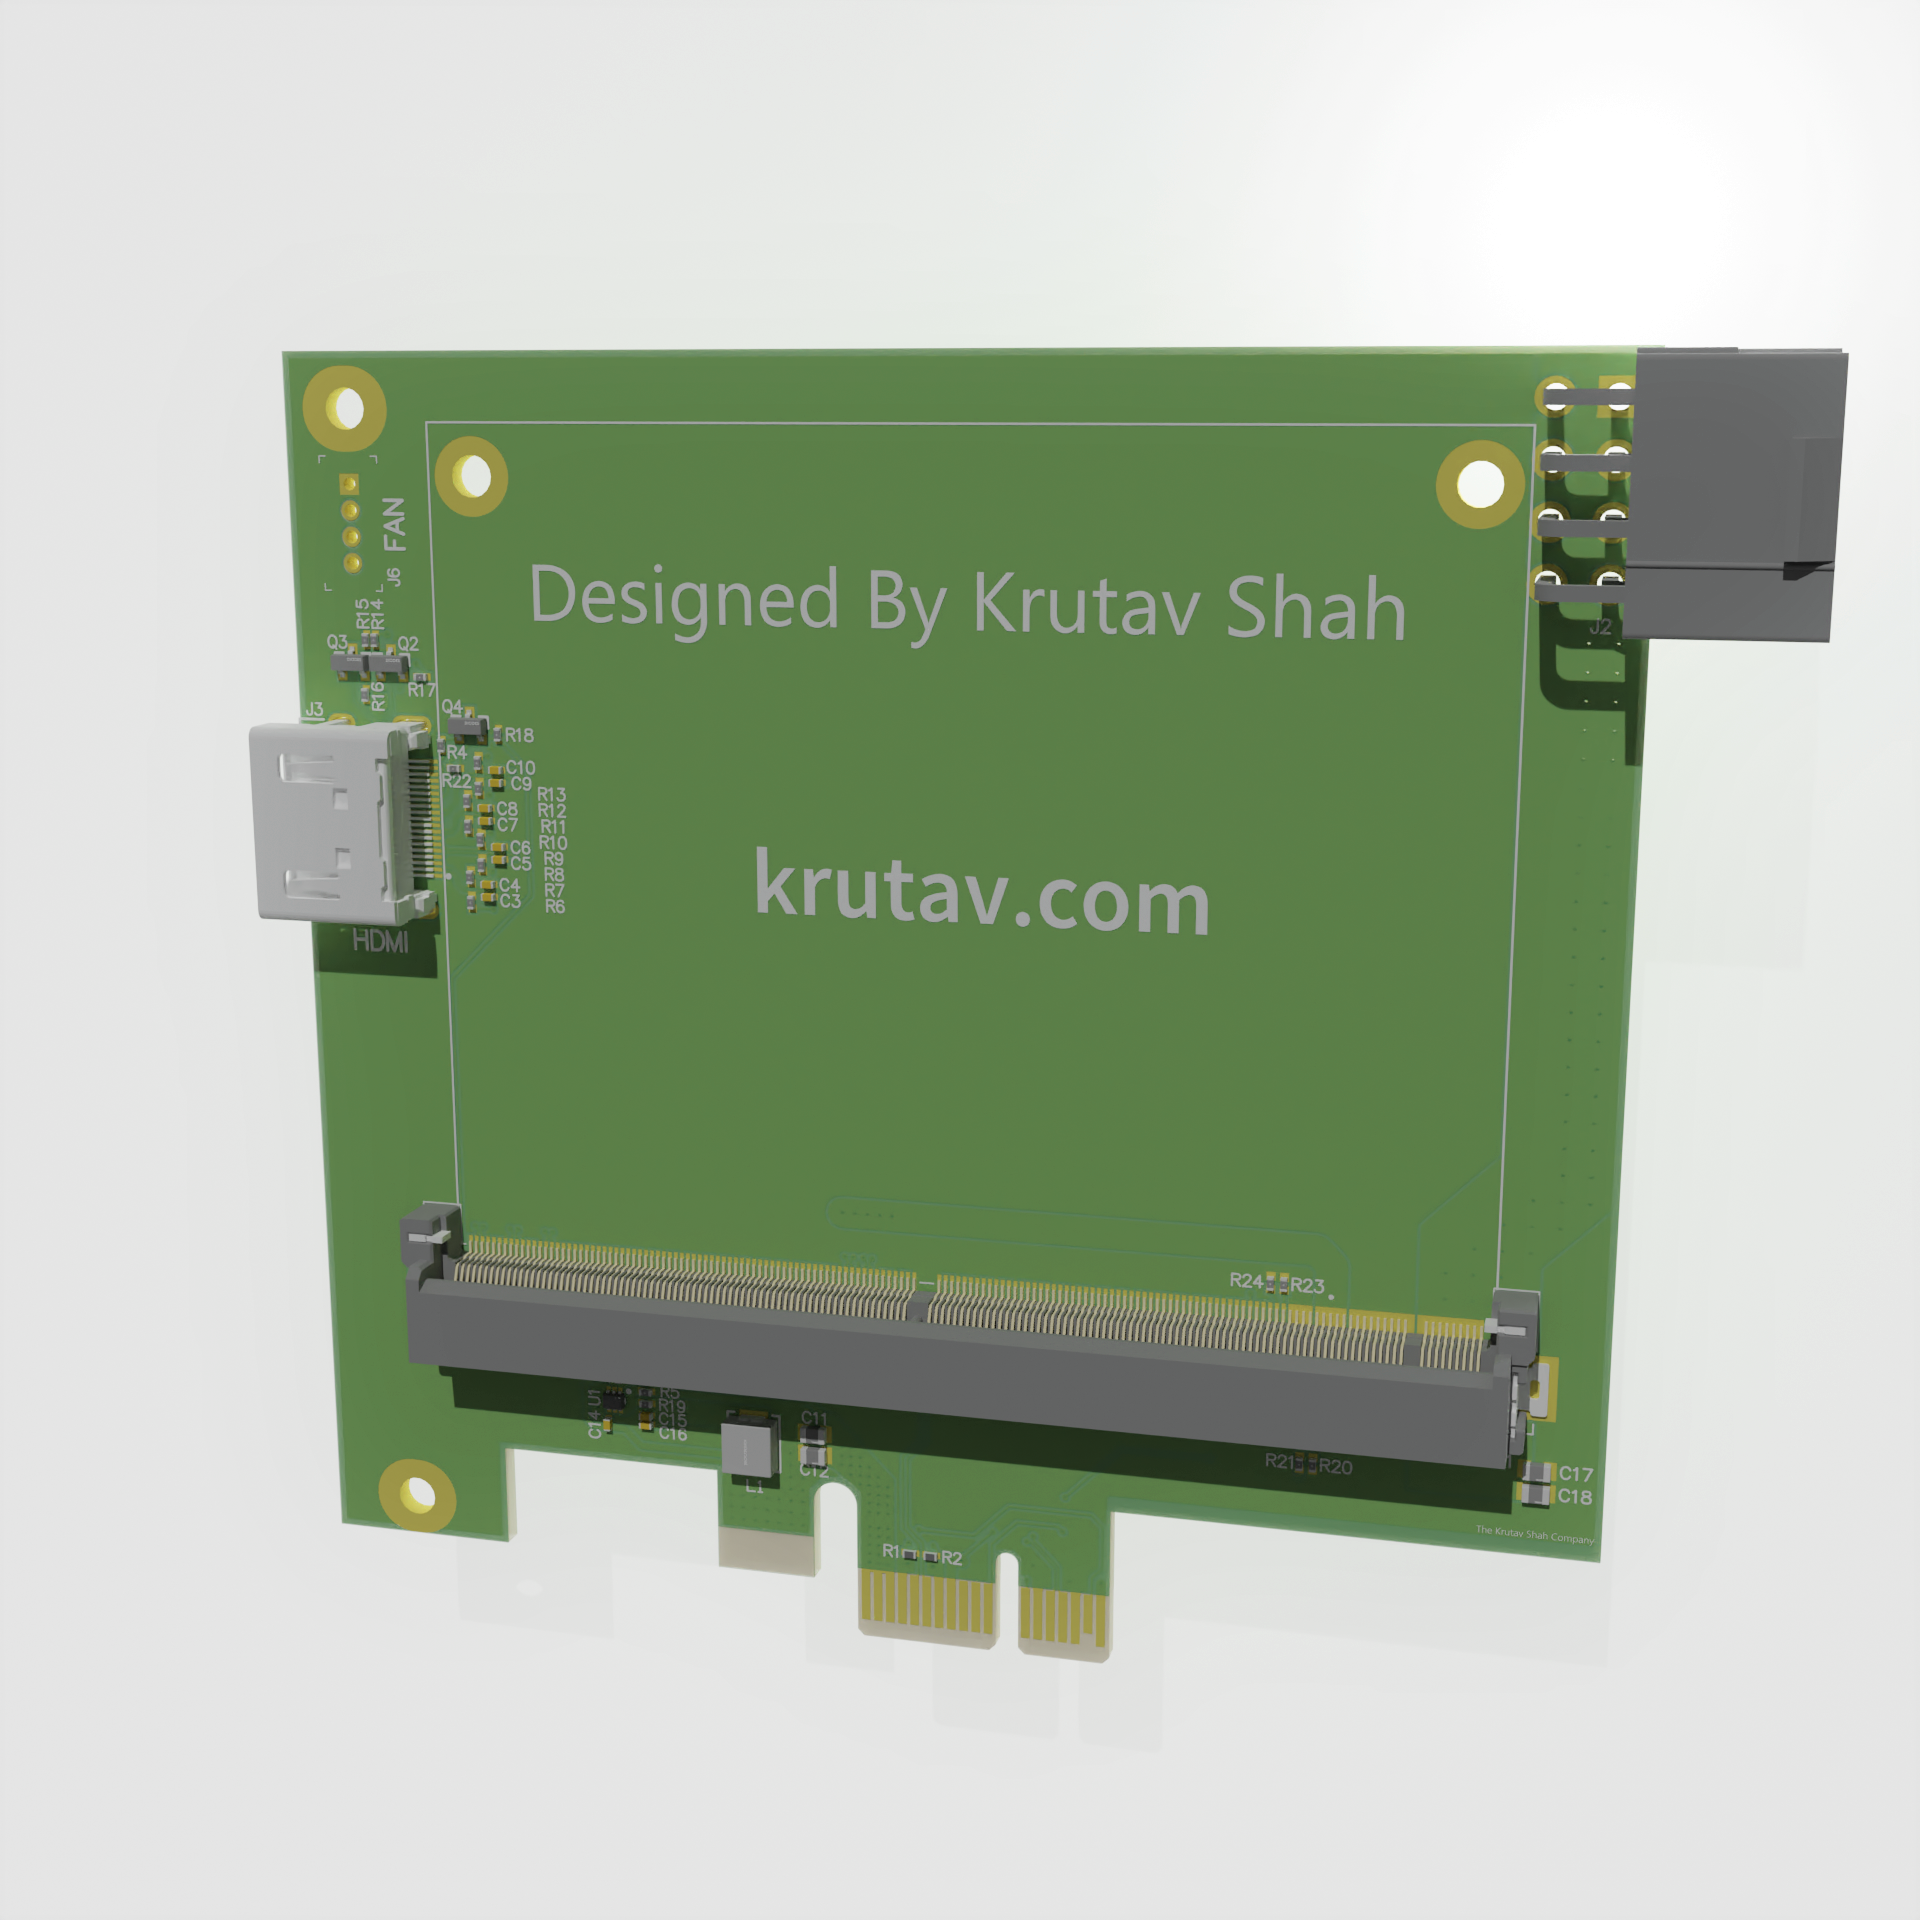 FAN
J6
R15
R14
Q3
Q2
R16
R17
J3
Q4
R18
R4
R22
C10
C9
C8
C7
C6
C5
C4
C3
R13
R12
R11
R10
R9
R8
R7
R6
HDMI
Designed By Krutav Shah
krutav.com
J2
R24
R23
U1
C14
R5
R19
C15
C16
L1
C11
C12
R21
R20
C17
C18
The Krutav Shah Company
R1
R2